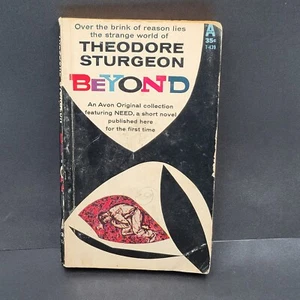 Over the brink of reason lies
the strange world of
THEODORE
STURGEON
BEYOND
An Avon Original collection
featuring NEED, a short novel
published here
for the first time
A
35¢
T-439